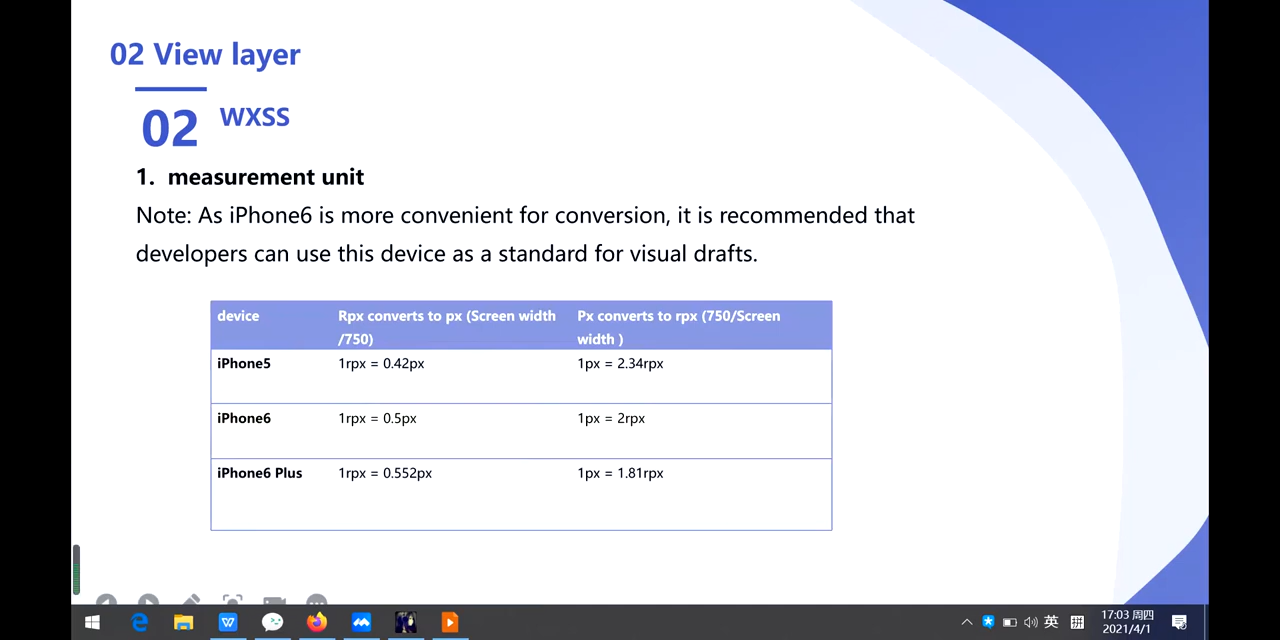 02 View layer
02 WXSS
1. measurement unit
Note: As iPhone6 is more convenient for conversion, it is recommended that
developers can use this device as a standard for visual drafts.
device Rpx converts to px (Screen width /750) Px converts to rpx (750/Screen width )
iPhone5 1rpx = 0.42px 1px = 2.34rpx
iPhone6 1rpx = 0.5px 1px = 2rpx
iPhone6 Plus 1rpx = 0.552px 1px = 1.81rpx
英 拼 17:03 周四
2021/4/1